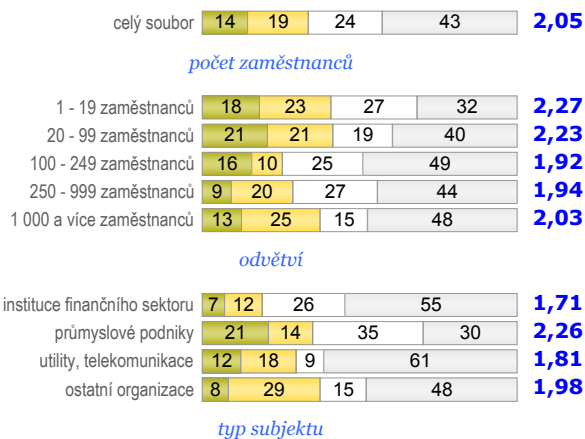 celý soubor 14 19 24 43 2,05
počet zaměstnanců
1 - 19 zaměstnanců 18 23 27 32 2,27
20 - 99 zaměstnanců 21 21 19 40 2,23
100 - 249 zaměstnanců 16 10 25 49 1,92
250 - 999 zaměstnanců 9 20 27 44 1,94
1 000 a více zaměstnanců 13 25 15 48 2,03
odvětví
instituce finančního sektoru 7 12 26 55 1,71
průmyslové podniky 21 14 35 30 2,26
utility, telekomunikace 12 18 9 61 1,81
ostatní organizace 8 29 15 48 1,98
typ subjektu